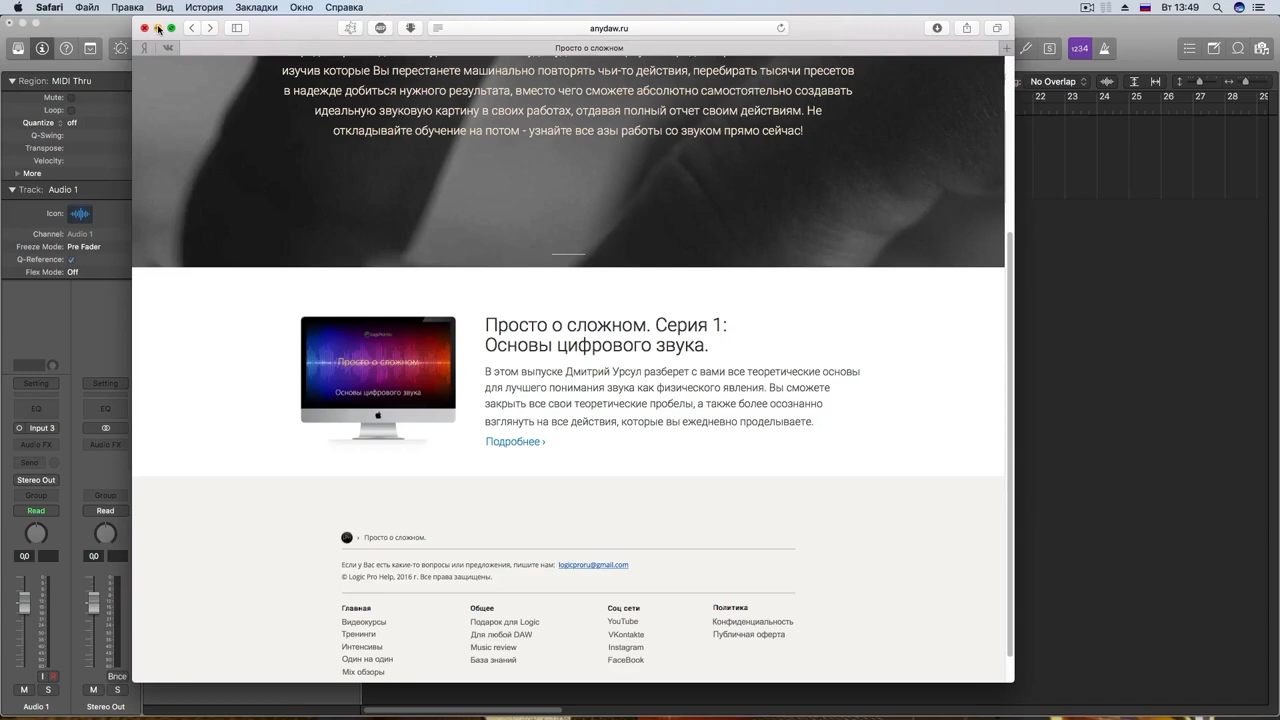 Safari Файл Правка Вид История Закладки Окно Справка Вт 13:49
anydaw.ru
Просто о сложном
ABP
1234
No Overlap
22 23 24 25 26 27 28 29
Region: MIDI Thru
Mute:
Loop:
Quantize off
Q-Swing:
Transpose:
Velocity:
More
Track: Audio 1
Icon:
Channel: Audio 1
Freeze Mode: Pre Fader
Q-Reference:
Flex Mode: Off
Setting Setting
EQ EQ
Input 3
Audio FX Audio FX
Send
Stereo Out
Group Group
Read Read
0,0 0,0
I R Bnce
M S M S
Audio 1 Stereo Out
изучив которые Вы перестанете машинально повторять чьи-то действия, перебирать тысячи пресетов
в надежде добиться нужного результата, вместо чего сможете абсолютно самостоятельно создавать
идеальную звуковую картину в своих работах, отдавая полный отчет своим действиям. Не
откладывайте обучение на потом - узнайте все азы работы со звуком прямо сейчас!
Просто о сложном
Основы цифрового звука
Просто о сложном. Серия 1:
Основы цифрового звука.
В этом выпуске Дмитрий Урсул разберет с вами все теоретические основы
для лучшего понимания звука как физического явления. Вы сможете
закрыть все свои теоретические пробелы, а также более осознанно
взглянуть на все действия, которые вы ежедневно проделываете.
Подробнее ›
› Просто о сложном.
Если у Вас есть какие-то вопросы или предложения, пишите нам: logicproru@gmail.com
© Logic Pro Help, 2016 г. Все права защищены.
Главная Общее Соц сети Политика
Видеокурсы Подарок для Logic YouTube Конфиденциальность
Тренинги Для любой DAW VKontakte Публичная оферта
Интенсивы Music review Instagram
Один на один База знаний FaceBook
Mix обзоры